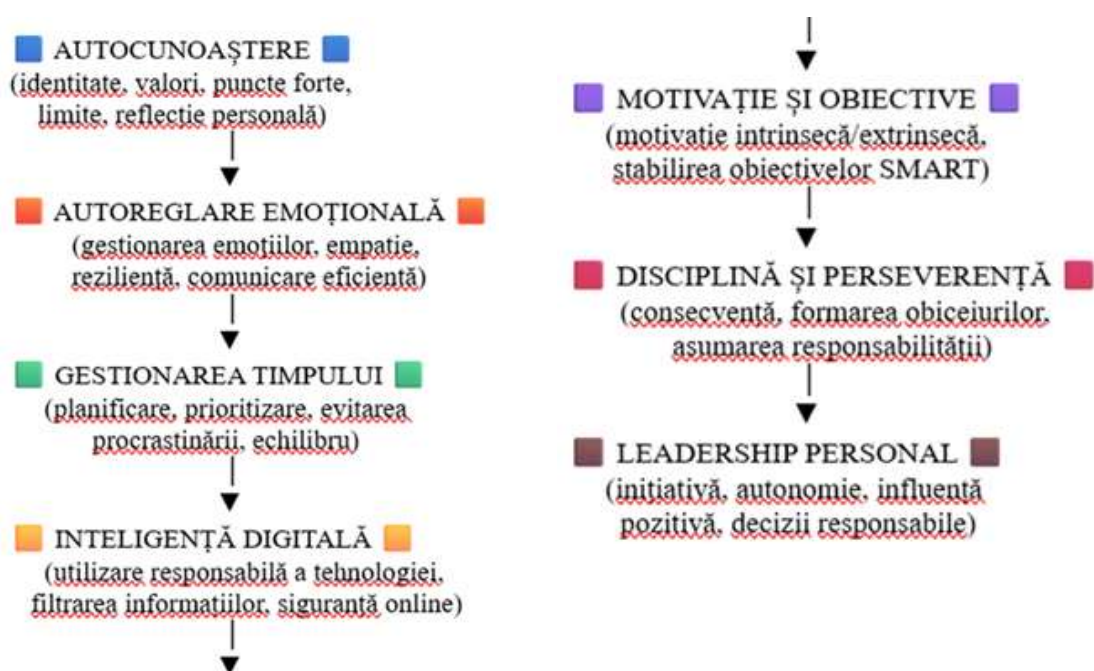 AUTOCUNOAȘTERE
(identitate, valori, puncte forte,
limite, reflecție personală)
AUTOREGLARE EMOȚIONALĂ
(gestionarea emoțiilor, empatie,
reziliență, comunicare eficientă)
GESTIONAREA TIMPULUI
(planificare, prioritizare, evitarea
procrastinării, echilibru)
INTELIGENȚĂ DIGITALĂ
(utilizare responsabilă a tehnologiei,
filtrarea informațiilor, siguranță online)
MOTIVAȚIE ȘI OBIECTIVE
(motivație intrinsecă/extrinsecă,
stabilirea obiectivelor SMART)
DISCIPLINĂ ȘI PERSEVERENȚĂ
(consecvență, formarea obiceiurilor,
asumarea responsabilității)
LEADERSHIP PERSONAL
(inițiativă, autonomie, influență
pozitivă, decizii responsabile)